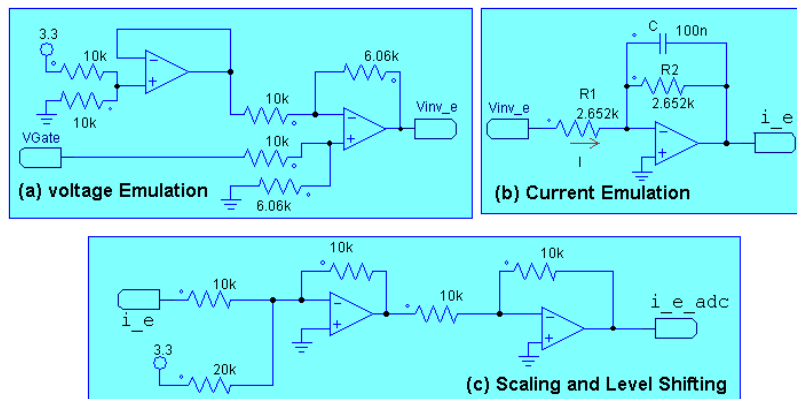 3.3
10k
10k
VGate
10k
10k
6.06k
6.06k
Vinv_e
(a) voltage Emulation
C
100n
R2
2.652k
R1
2.652k
Vinv_e
I
i_e
(b) Current Emulation
i_e
10k
3.3
20k
10k
10k
10k
i_e_adc
(c) Scaling and Level Shifting